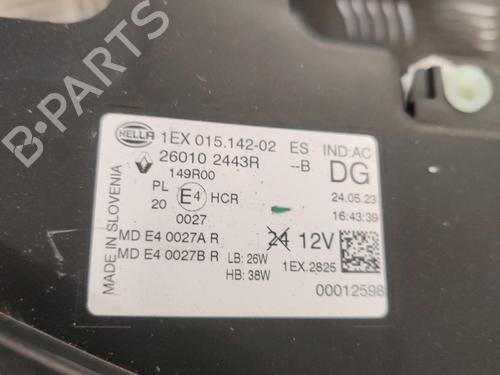 B-PARTS
HELLA 1EX 015.142-02 ES IND:AC
26010 2443R --B DG
149R00
24.05.23
PL E4 HCR
20
16:43:39
0027
MD E4 0027A R
24 12V
MD E4 0027B R
LB: 26W
HB: 38W
1EX.2825
00012598
MADE IN SLOVENIA